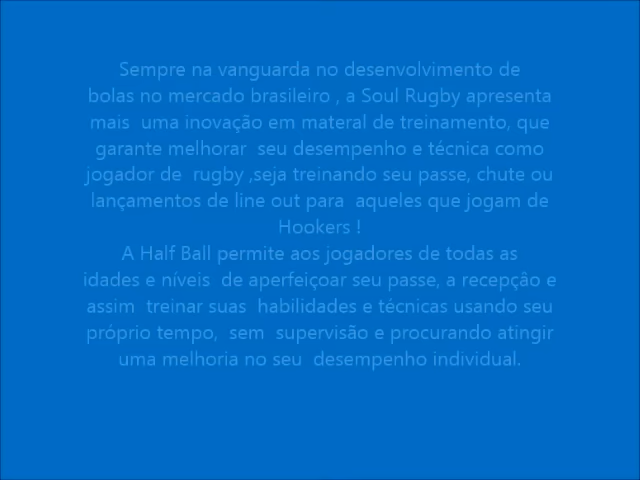 Sempre na vanguarda no desenvolvimento de
bolas no mercado brasileiro , a Soul Rugby apresenta
mais  uma inovação em materal de treinamento, que
garante melhorar  seu desempenho e técnica como
jogador de  rugby ,seja treinando seu passe, chute ou
lançamentos de line out para  aqueles que jogam de
Hookers !
A Half Ball permite aos jogadores de todas as
idades e níveis  de aperfeiçoar seu passe, a recepção e
assim  treinar suas  habilidades e técnicas usando seu
próprio tempo,  sem  supervisão e procurando atingir
uma melhoria no seu  desempenho individual.